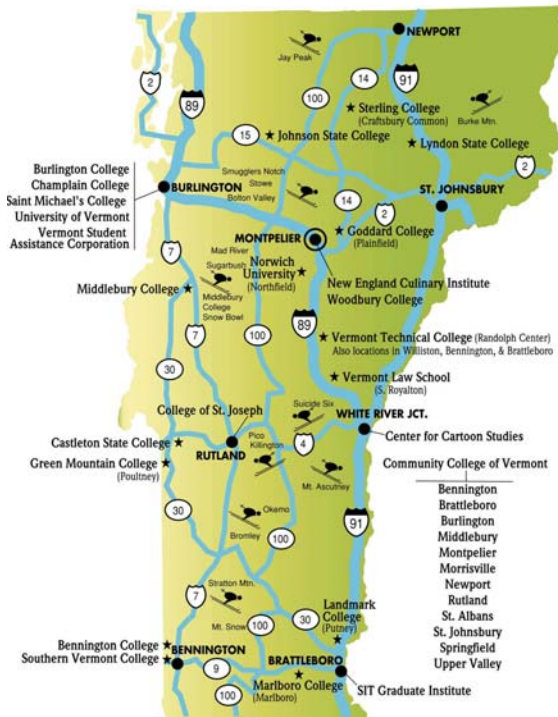 NEWPORT
2
89
Jay Peak
100
14
91
Sterling College
(Craftsbury Common)
Burke Mtn.
15
Johnson State College
Lyndon State College
Burlington College
Champlain College
Saint Michael's College
University of Vermont
Vermont Student
Assistance Corporation
BURLINGTON
Smugglers Notch
Stowe
Bolton Valley
14
2
2
ST. JOHNSBURY
7
MONTPELIER
Goddard College
(Plainfield)
Mad River
Sugarbush
Norwich
University
(Northfield)
New England Culinary Institute
Woodbury College
Middlebury College
Middlebury
College
Snow Bowl
7
100
89
Vermont Technical College (Randolph Center)
Also locations in Williston, Bennington, & Brattleboro
30
Vermont Law School
(S. Royalton)
College of St. Joseph
Suicide Six
WHITE RIVER JCT.
Center for Cartoon Studies
Castleton State College
RUTLAND
Pico
Killington
4
Green Mountain College
(Poultney)
Mt. Ascutney
Community College of Vermont
Bennington
Brattleboro
Burlington
Middlebury
Montpelier
Morrisville
Newport
Rutland
St. Albans
St. Johnsbury
Springfield
Upper Valley
30
Okemo
100
91
Bromley
Stratton Mtn.
7
Mt. Snow
100
30
Landmark
College
(Putney)
Bennington College
Southern Vermont College
BENNINGTON
9
BRATTLEBORO
Marlboro College
(Marlboro)
SIT Graduate Institute
100